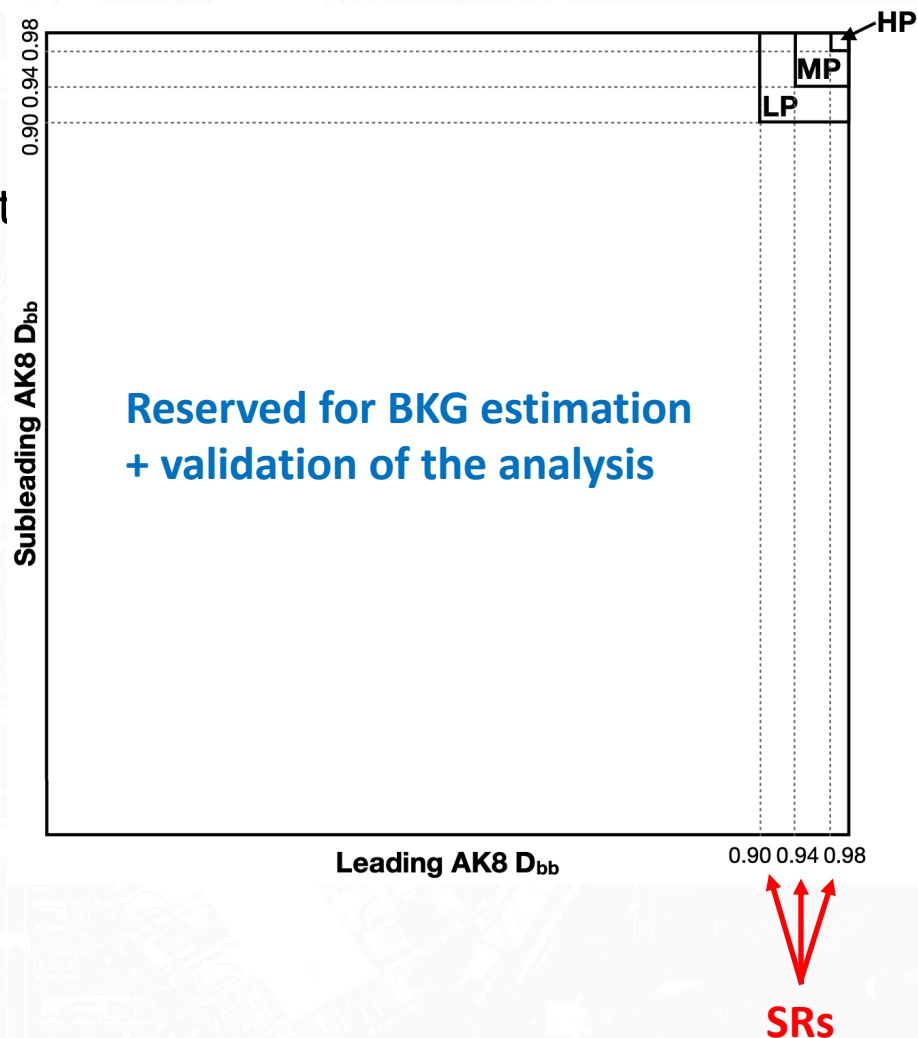 HP
0.90 0.94 0.98
MP
LP
Subleading AK8 Dbb
Reserved for BKG estimation
+ validation of the analysis
Leading AK8 Dbb
0.90 0.94 0.98
SRs